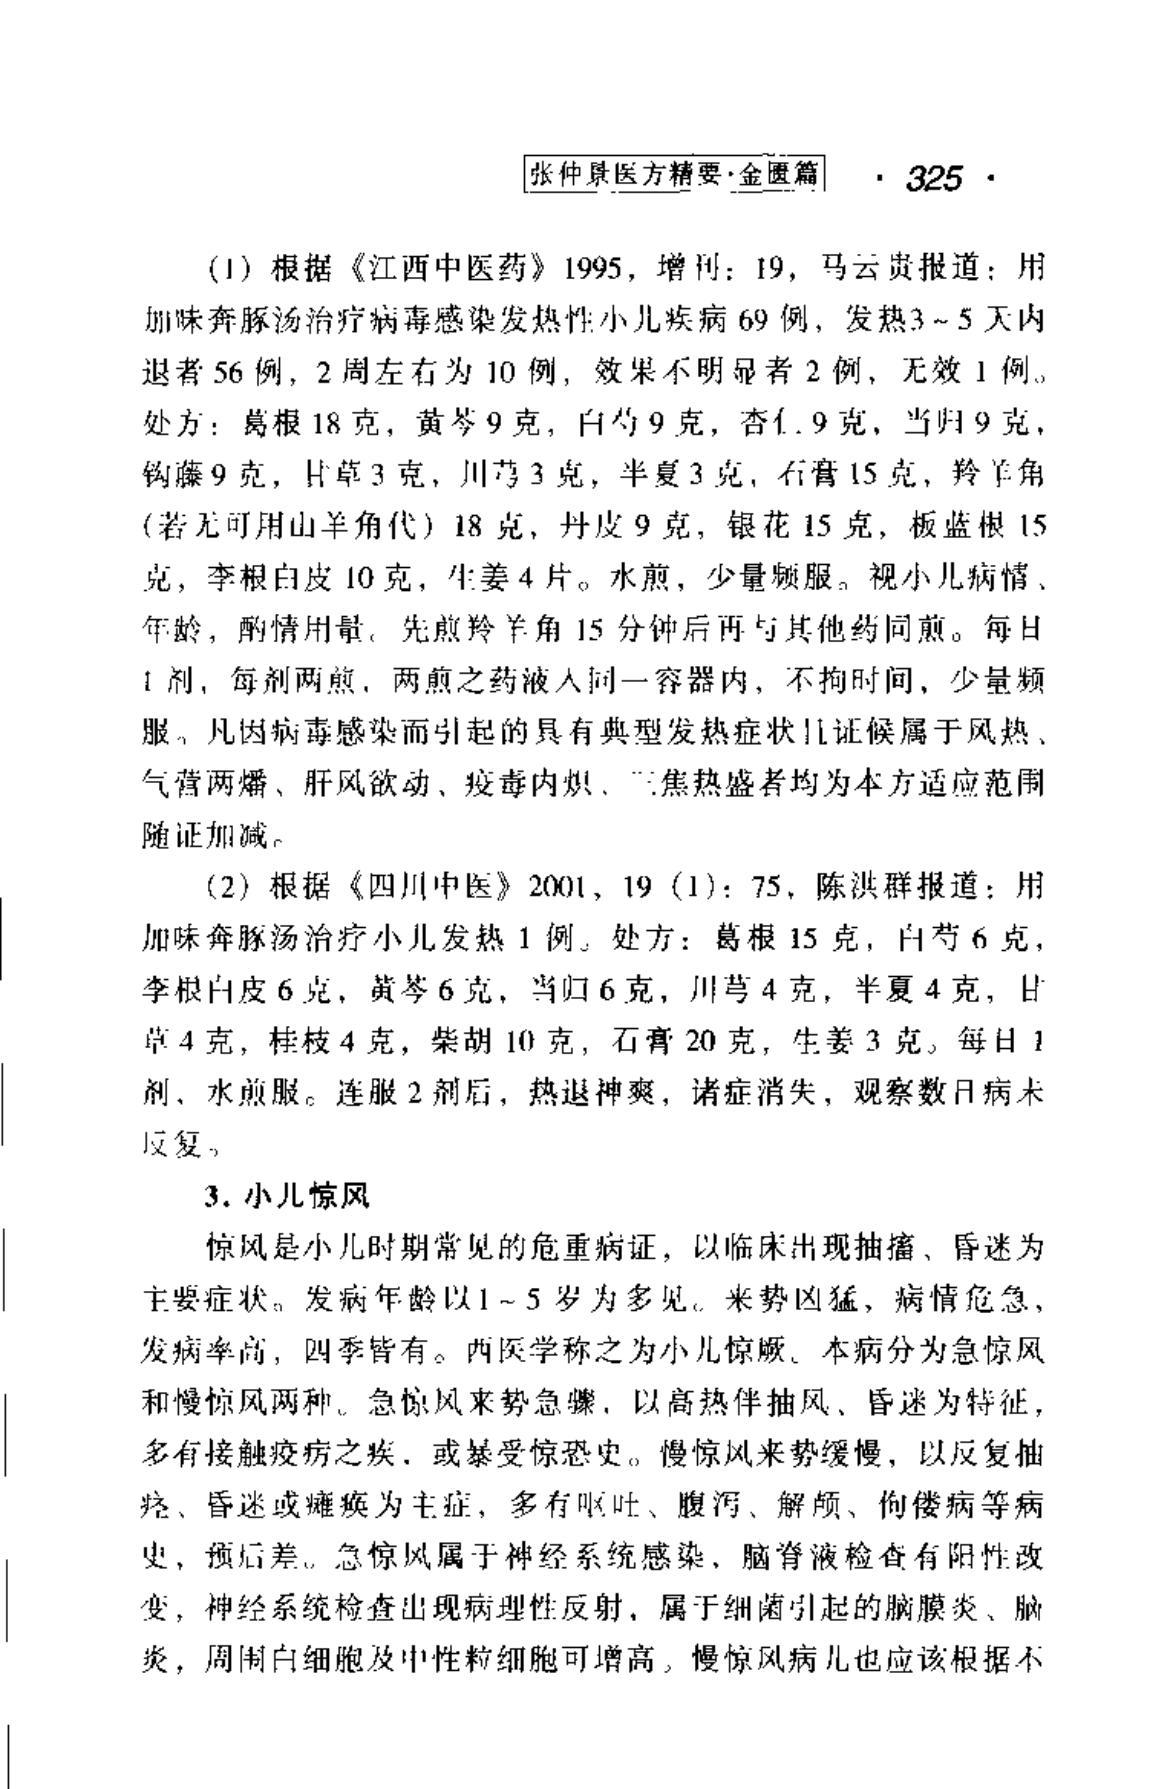 张仲景医方精要·金匮篇 · 325 ·
(1) 根据《江西中医药》1995，增刊：19，马云贵报道：用
加味奔豚汤治疗病毒感染发热性小儿疾病 69 例，发热3~5 天内
退者 56 例，2 周左右为 10 例，效果不明显者 2 例，无效 1 例。
处方：葛根 18 克，黄芩 9 克，白芍 9 克，杏仁 9 克，当归 9 克，
钩藤 9 克，甘草 3 克，川芎 3 克，半夏 3 克，石膏 15 克，羚羊角
(若无可用山羊角代) 18 克，丹皮 9 克，银花 15 克，板蓝根 15
克，李根白皮 10 克，生姜 4 片。水煎，少量频服。视小儿病情、
年龄，酌情用量。先煎羚羊角 15 分钟后再与其他药同煎。每日
1 剂，每剂两煎，两煎之药液入同一容器内，不拘时间，少量频
服。凡因病毒感染而引起的具有典型发热症状且证候属于风热、
气营两燔、肝风欲动、疫毒内炽、三焦热盛者均为本方适应范围
随证加减。
(2) 根据《四川中医》2001，19 (1)：75，陈洪群报道：用
加味奔豚汤治疗小儿发热 1 例。处方：葛根 15 克，白芍 6 克，
李根白皮 6 克，黄芩 6 克，当归 6 克，川芎 4 克，半夏 4 克，甘
草 4 克，桂枝 4 克，柴胡 10 克，石膏 20 克，生姜 3 克。每日 1
剂、水煎服。连服 2 剂后，热退神爽，诸症消失，观察数日病未
反复。
3. 小儿惊风
惊风是小儿时期常见的危重病证，以临床出现抽搐、昏迷为
主要症状。发病年龄以1~5 岁为多见。来势凶猛，病情危急，
发病率高，四季皆有。西医学称之为小儿惊厥。本病分为急惊风
和慢惊风两种。急惊风来势急骤，以高热伴抽风、昏迷为特征，
多有接触疫疠之疾，或暴受惊恐史。慢惊风来势缓慢，以反复抽
痉、昏迷或瘫痪为主症，多有呕吐、腹泻、解颅、佝偻病等病
史，预后差。急惊风属于神经系统感染，脑脊液检查有阳性改
变，神经系统检查出现病理性反射，属于细菌引起的脑膜炎、脑
炎，周围白细胞及中性粒细胞可增高。慢惊风病儿也应该根据不